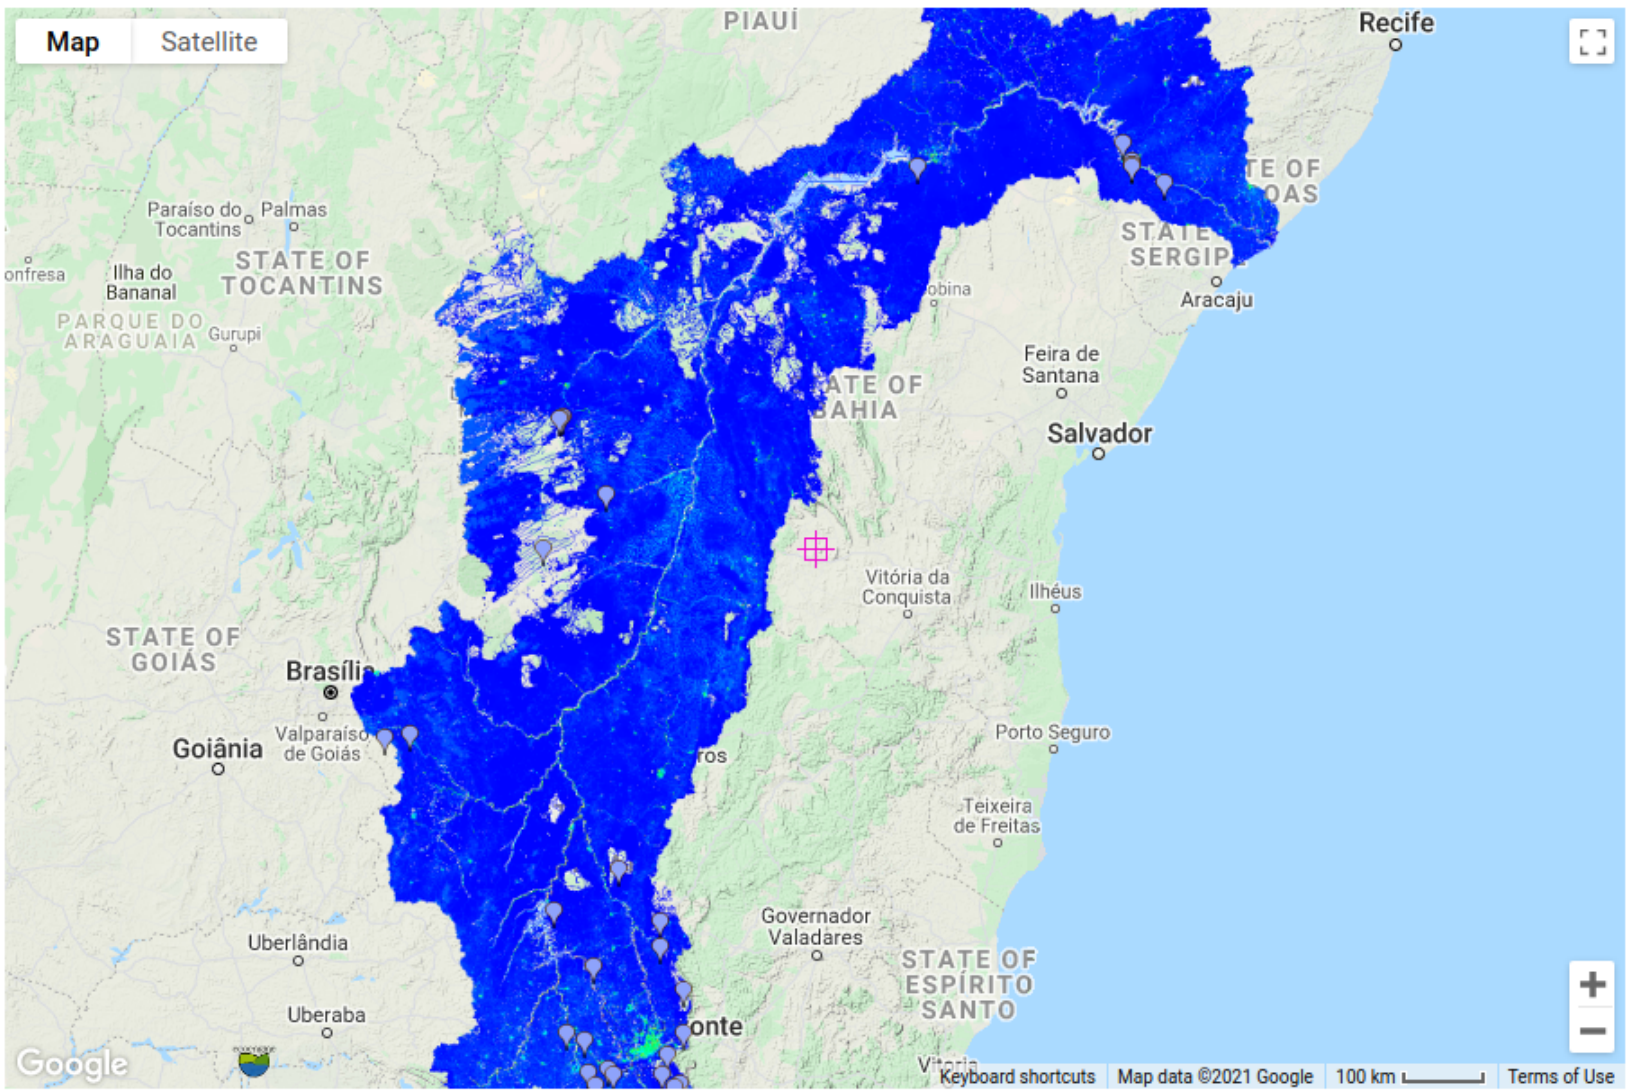 Map
Satellite
PIAUÍ
Recife
TE OF
OAS
Paraíso do
Tocantins
Palmas
STATE OF
TOCANTINS
STATE
SERGIP
onfresa
Ilha do
Bananal
obina
Aracaju
PARQUE DO
ARAGUAIA
Gurupi
Feira de
Santana
ATE OF
BAHIA
Salvador
Vitória da
Conquista
Ilhéus
STATE OF
GOIÁS
Brasília
Valparaíso
de Goiás
Goiânia
Porto Seguro
ros
Teixeira
de Freitas
Governador
Valadares
Uberlândia
STATE OF
ESPÍRITO
SANTO
Uberaba
onte
Google
Vitoria
Keyboard shortcuts
Map data ©2021 Google
100 km
Terms of Use